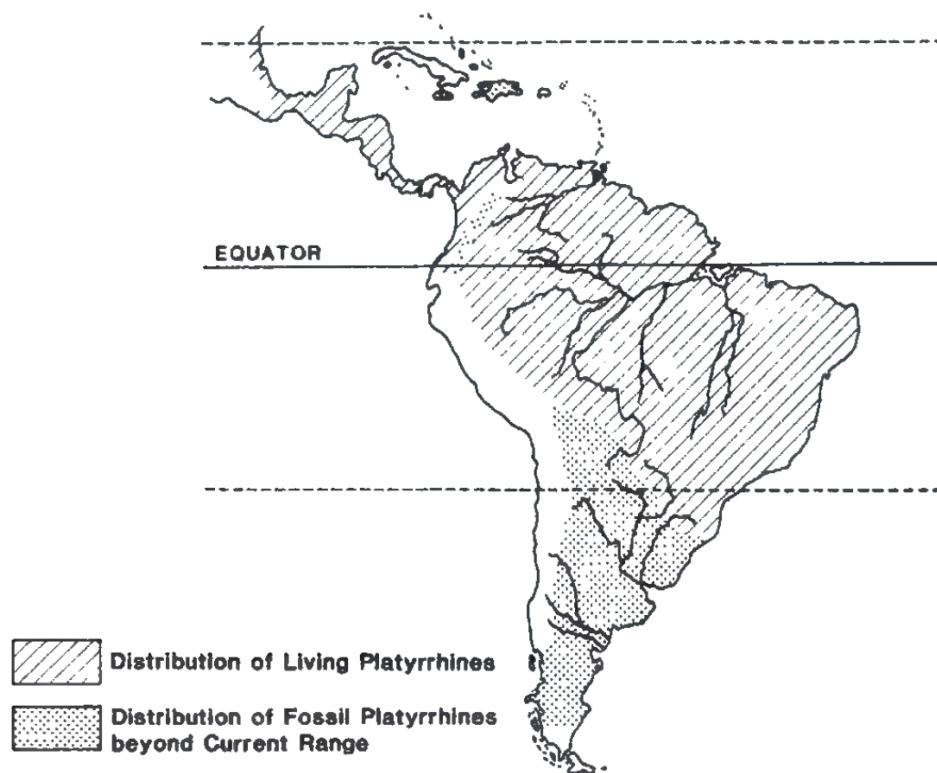 EQUATOR
Distribution of Living Platyrrhines
Distribution of Fossil Platyrrhines
beyond Current Range